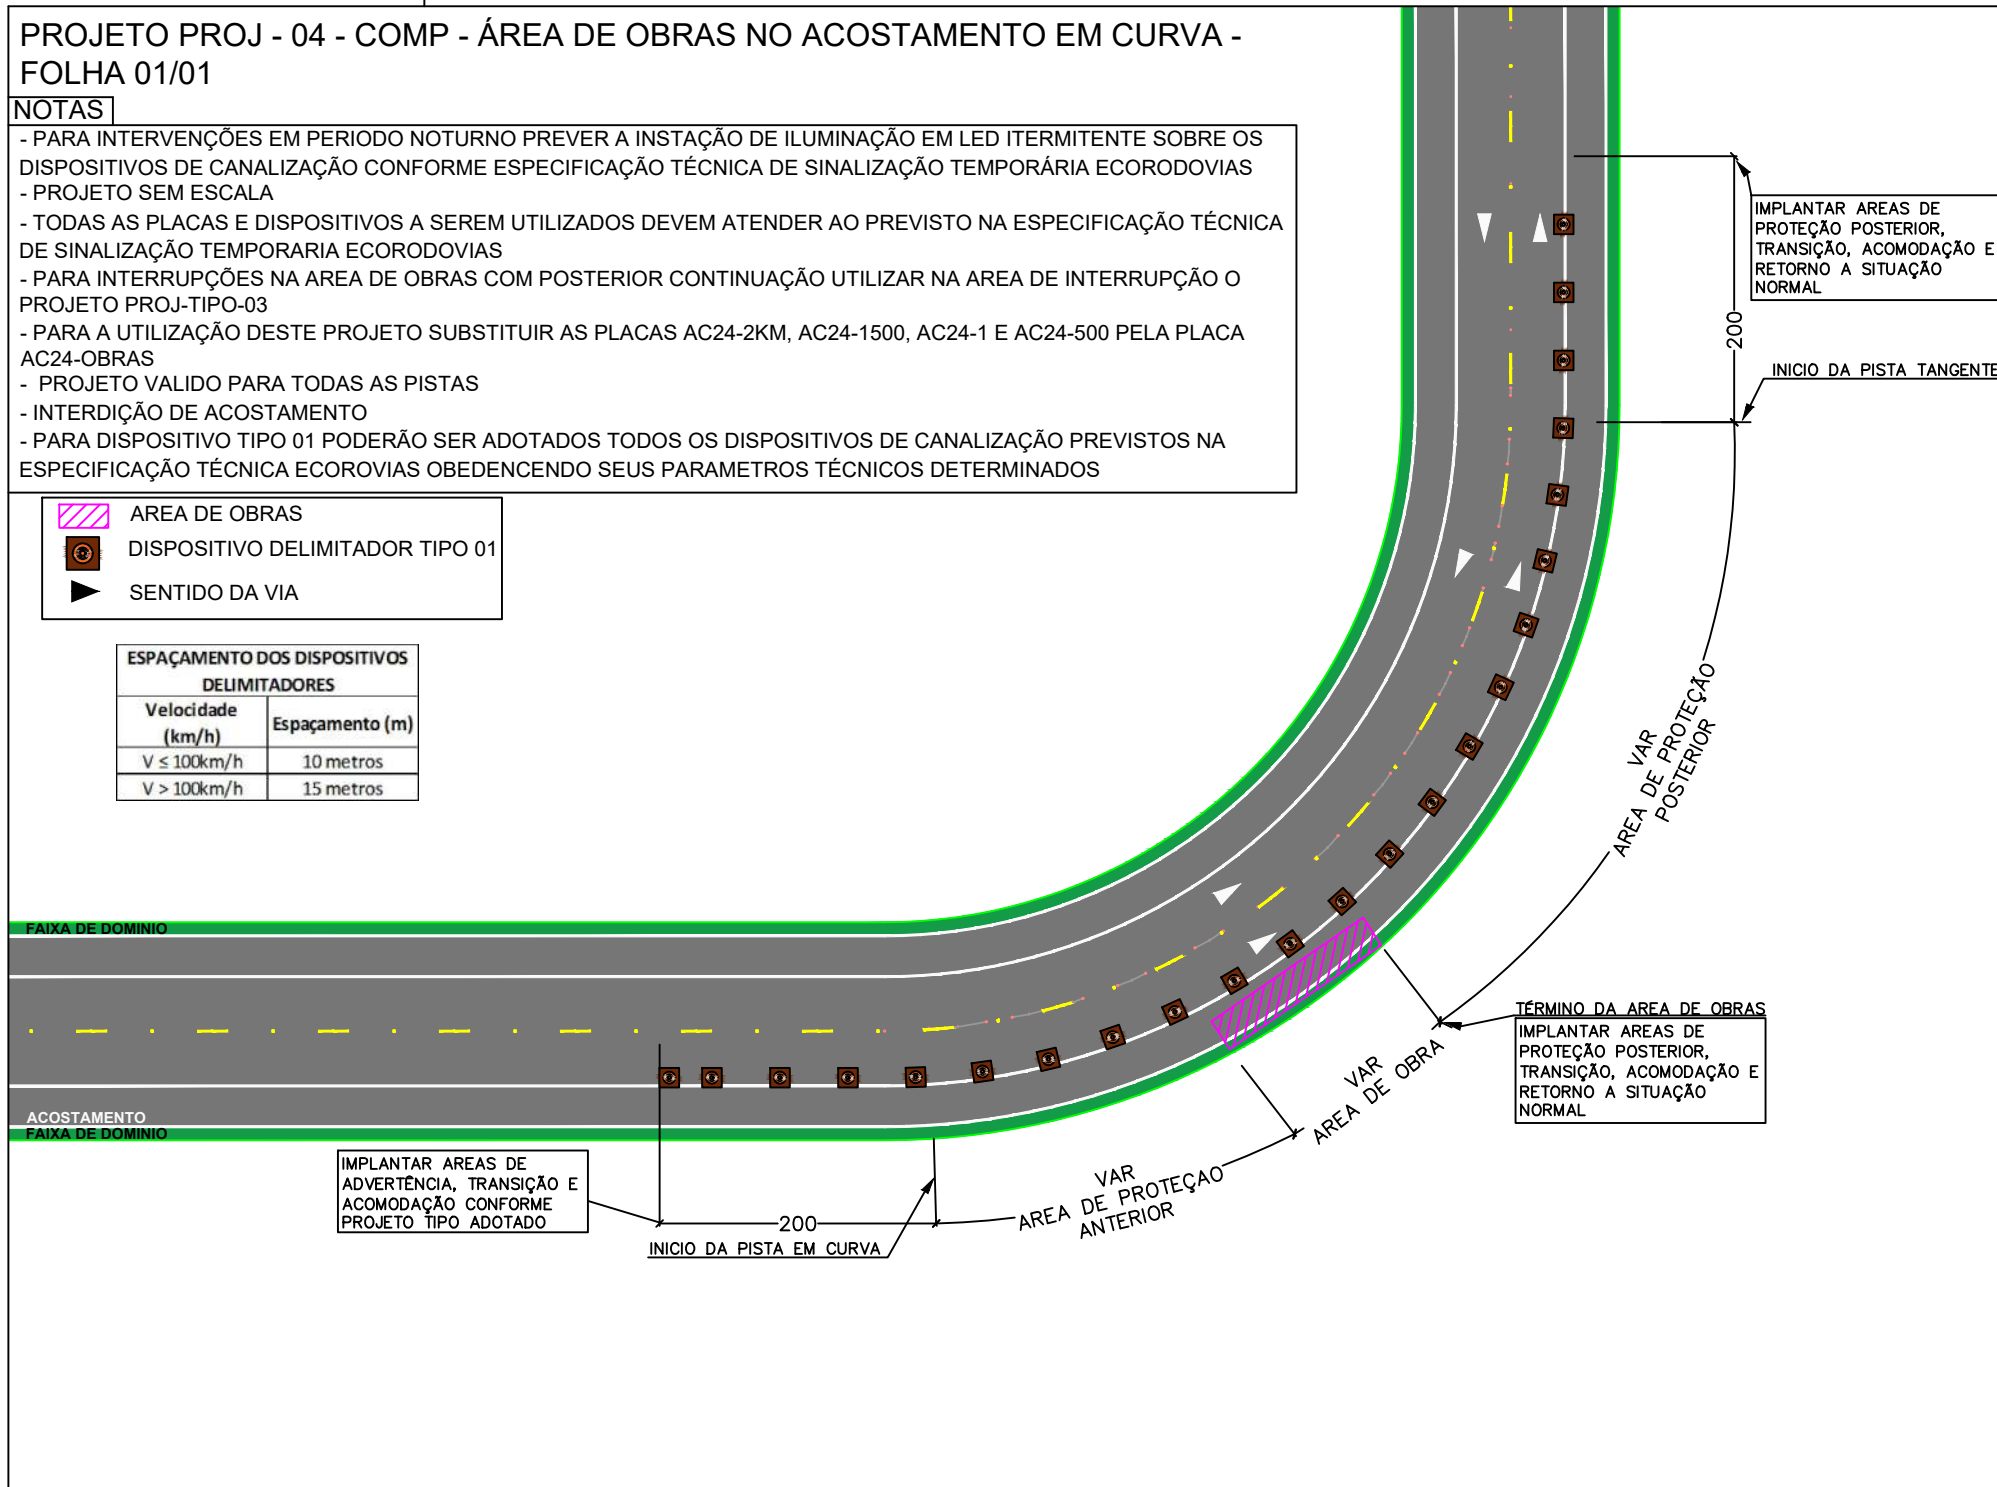 PROJETO PROJ - 04 - COMP - ÁREA DE OBRAS NO ACOSTAMENTO EM CURVA -
FOLHA 01/01
NOTAS
- PARA INTERVENÇÕES EM PERIODO NOTURNO PREVER A INSTAÇÃO DE ILUMINAÇÃO EM LED ITERMITENTE SOBRE OS
DISPOSITIVOS DE CANALIZAÇÃO CONFORME ESPECIFICAÇÃO TÉCNICA DE SINALIZAÇÃO TEMPORÁRIA ECORODOVIAS
- PROJETO SEM ESCALA
- TODAS AS PLACAS E DISPOSITIVOS A SEREM UTILIZADOS DEVEM ATENDER AO PREVISTO NA ESPECIFICAÇÃO TÉCNICA
DE SINALIZAÇÃO TEMPORARIA ECORODOVIAS
- PARA INTERRUPÇÕES NA AREA DE OBRAS COM POSTERIOR CONTINUAÇÃO UTILIZAR NA AREA DE INTERRUPÇÃO O
PROJETO PROJ-TIPO-03
- PARA A UTILIZAÇÃO DESTE PROJETO SUBSTITUIR AS PLACAS AC24-2KM, AC24-1500, AC24-1 E AC24-500 PELA PLACA
AC24-OBRAS
- PROJETO VALIDO PARA TODAS AS PISTAS
- INTERDIÇÃO DE ACOSTAMENTO
- PARA DISPOSITIVO TIPO 01 PODERÃO SER ADOTADOS TODOS OS DISPOSITIVOS DE CANALIZAÇÃO PREVISTOS NA
ESPECIFICAÇÃO TÉCNICA ECOROVIAS OBEDENCENDO SEUS PARAMETROS TÉCNICOS DETERMINADOS
AREA DE OBRAS
DISPOSITIVO DELIMITADOR TIPO 01
SENTIDO DA VIA
ESPAÇAMENTO DOS DISPOSITIVOS
DELIMITADORES
Velocidade
(km/h)
Espaçamento (m)
V ≤ 100km/h 10 metros
V > 100km/h 15 metros
IMPLANTAR AREAS DE
PROTEÇÃO POSTERIOR,
TRANSIÇÃO, ACOMODAÇÃO E
RETORNO A SITUAÇÃO
NORMAL
200
INICIO DA PISTA TANGENTE
VAR
AREA DE PROTEÇÃO
POSTERIOR
FAIXA DE DOMINIO
TÉRMINO DA AREA DE OBRAS
IMPLANTAR AREAS DE
PROTEÇÃO POSTERIOR,
TRANSIÇÃO, ACOMODAÇÃO E
RETORNO A SITUAÇÃO
NORMAL
VAR
AREA DE OBRA
ACOSTAMENTO
FAIXA DE DOMINIO
IMPLANTAR AREAS DE
ADVERTÊNCIA, TRANSIÇÃO E
ACOMODAÇÃO CONFORME
PROJETO TIPO ADOTADO
200
INICIO DA PISTA EM CURVA
VAR
AREA DE PROTEÇAO
ANTERIOR